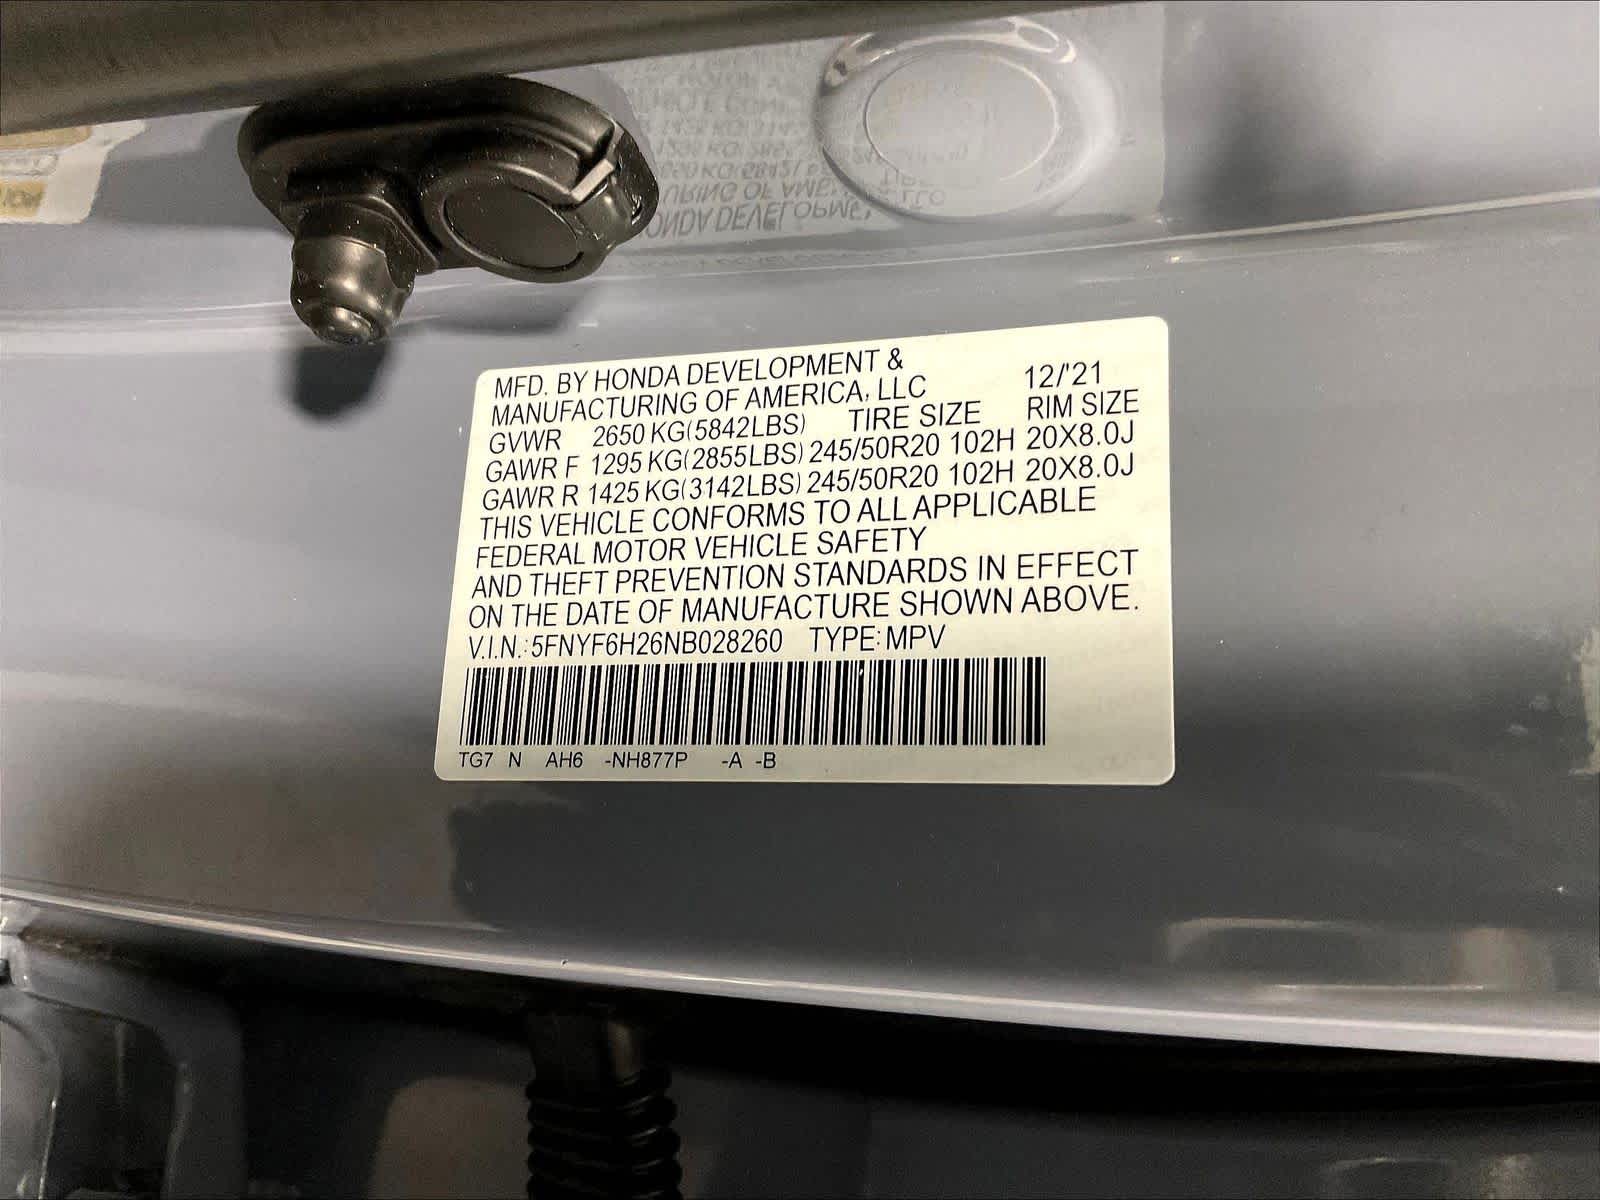 MFD. BY HONDA DEVELOPMENT &
MANUFACTURING OF AMERICA, LLC 12/'21
GVWR 2650 KG(5842LBS) TIRE SIZE RIM SIZE
GAWR F 1295 KG(2855LBS) 245/50R20 102H 20X8.0J
GAWR R 1425 KG(3142LBS) 245/50R20 102H 20X8.0J
THIS VEHICLE CONFORMS TO ALL APPLICABLE
FEDERAL MOTOR VEHICLE SAFETY
AND THEFT PREVENTION STANDARDS IN EFFECT
ON THE DATE OF MANUFACTURE SHOWN ABOVE.
V.I.N.: 5FNYF6H26NB028260 TYPE: MPV
TG7 N AH6 -NH877P -A -B